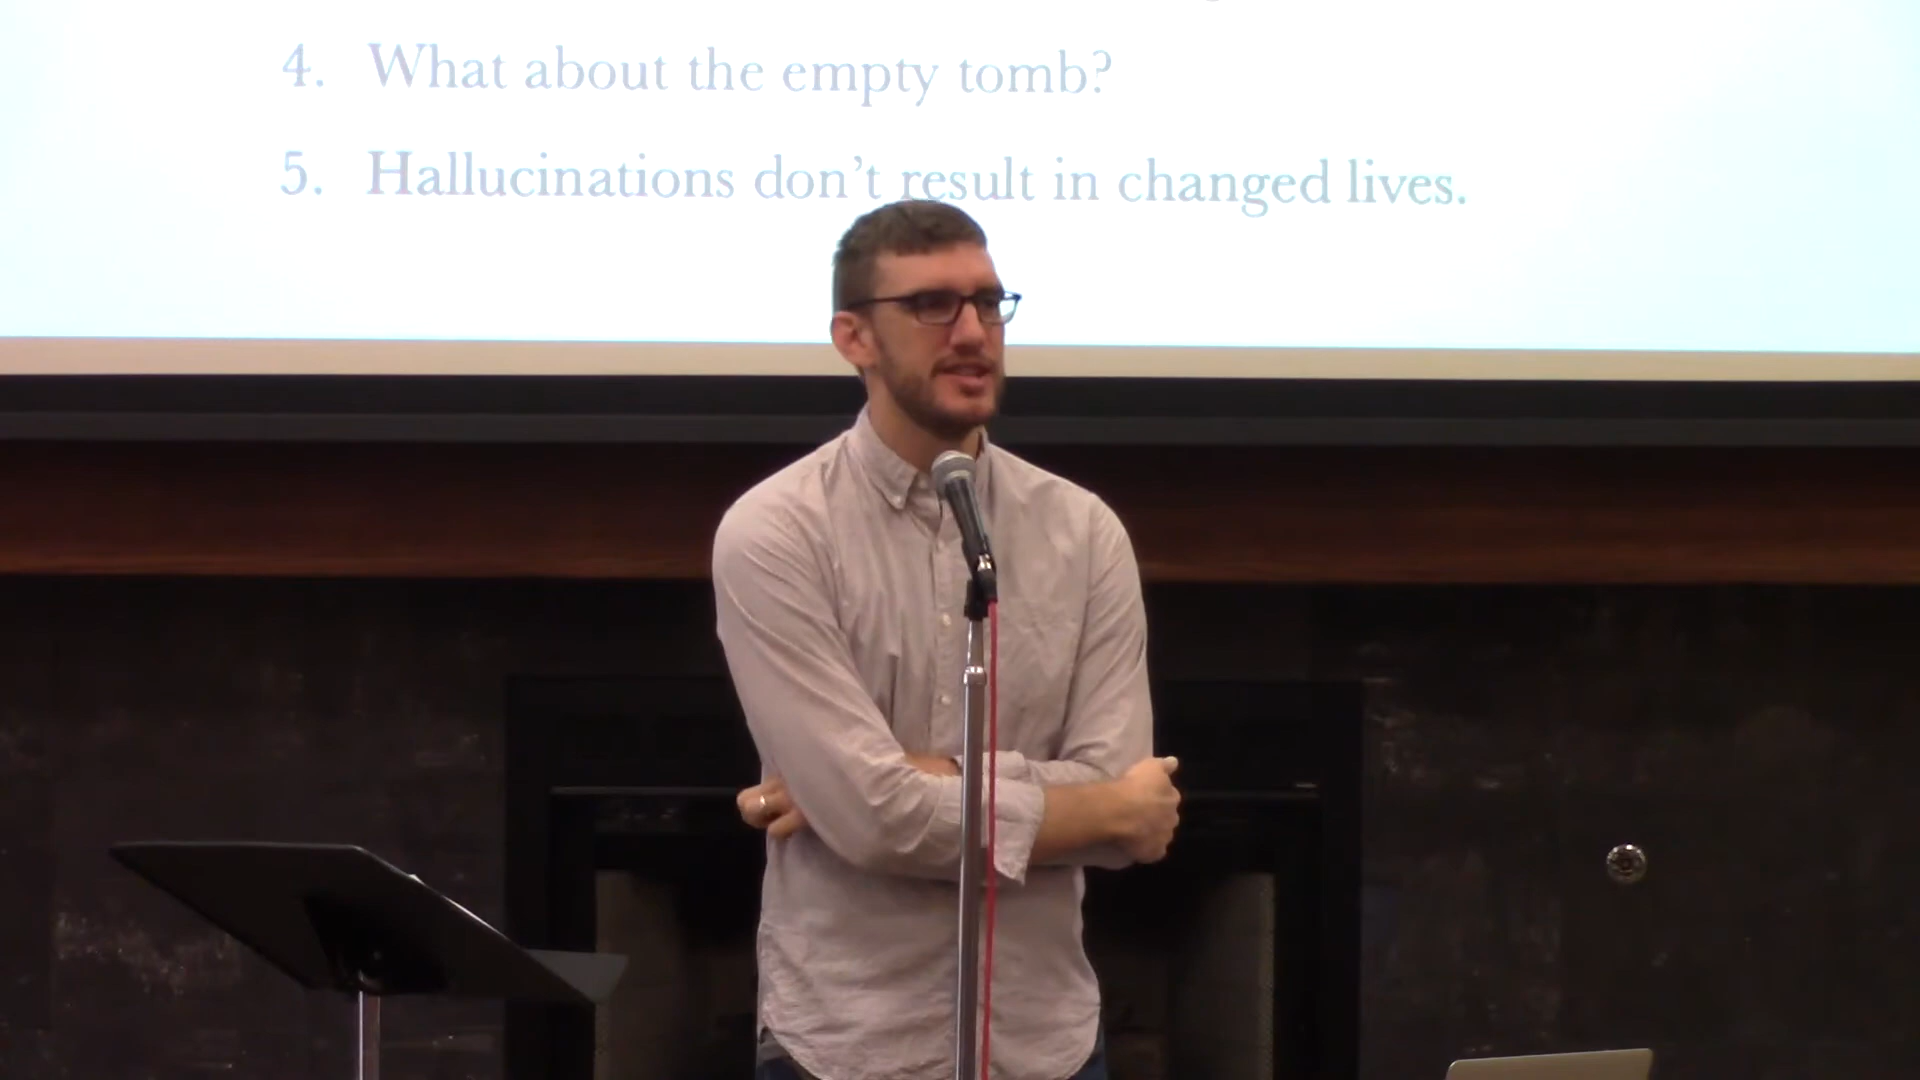 4. What about the empty tomb?
5. Hallucinations don't result in changed lives.